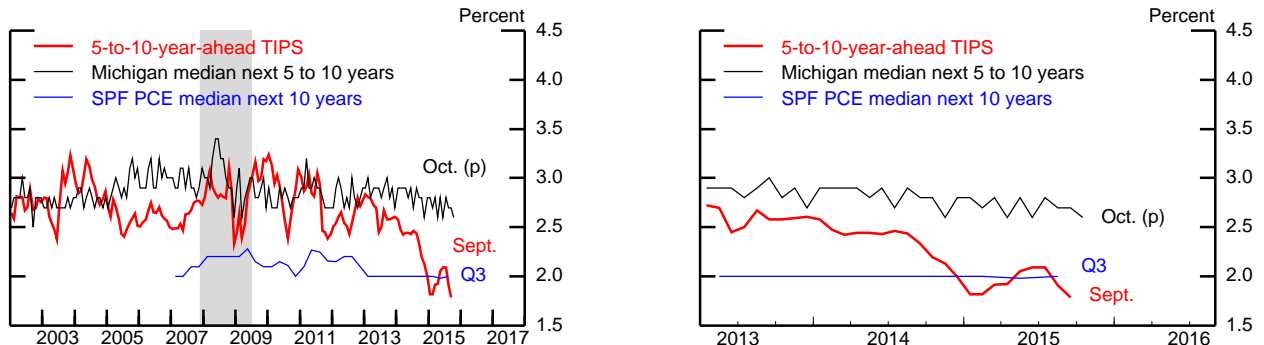 Percent
4.5
5-to-10-year-ahead TIPS
Michigan median next 5 to 10 years
4.0
SPF PCE median next 10 years
3.5
Oct. (p)
3.0
2.5
Sept.
Q3
2.0
1.5
2003 2005 2007 2009 2011 2013 2015 2017
Percent
4.5
5-to-10-year-ahead TIPS
Michigan median next 5 to 10 years
4.0
SPF PCE median next 10 years
3.5
3.0
Oct. (p)
2.5
Q3
2.0
Sept.
1.5
2013 2014 2015 2016